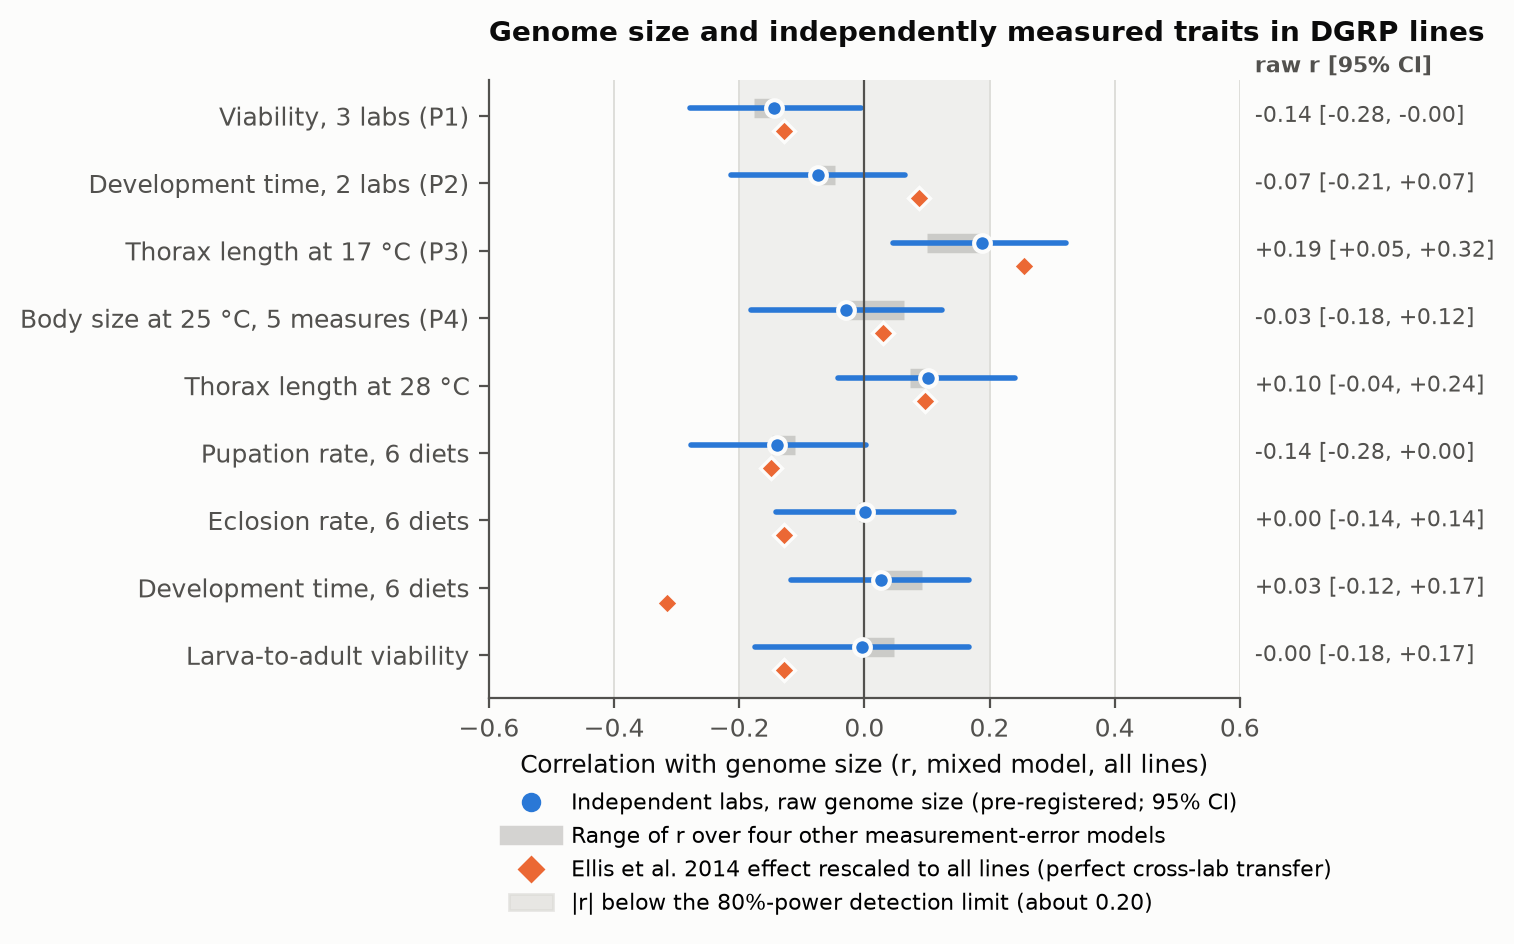 Genome size and independently measured traits in DGRP lines
raw r [95% CI]
Viability, 3 labs (P1)
-0.14 [-0.28, -0.00]
Development time, 2 labs (P2)
-0.07 [-0.21, +0.07]
Thorax length at 17 °C (P3)
+0.19 [+0.05, +0.32]
Body size at 25 °C, 5 measures (P4)
-0.03 [-0.18, +0.12]
Thorax length at 28 °C
+0.10 [-0.04, +0.24]
Pupation rate, 6 diets
-0.14 [-0.28, +0.00]
Eclosion rate, 6 diets
+0.00 [-0.14, +0.14]
Development time, 6 diets
+0.03 [-0.12, +0.17]
Larva-to-adult viability
-0.00 [-0.18, +0.17]
−0.6 −0.4 −0.2 0.0 0.2 0.4 0.6
Correlation with genome size (r, mixed model, all lines)
Independent labs, raw genome size (pre-registered; 95% CI)
Range of r over four other measurement-error models
Ellis et al. 2014 effect rescaled to all lines (perfect cross-lab transfer)
|r| below the 80%-power detection limit (about 0.20)